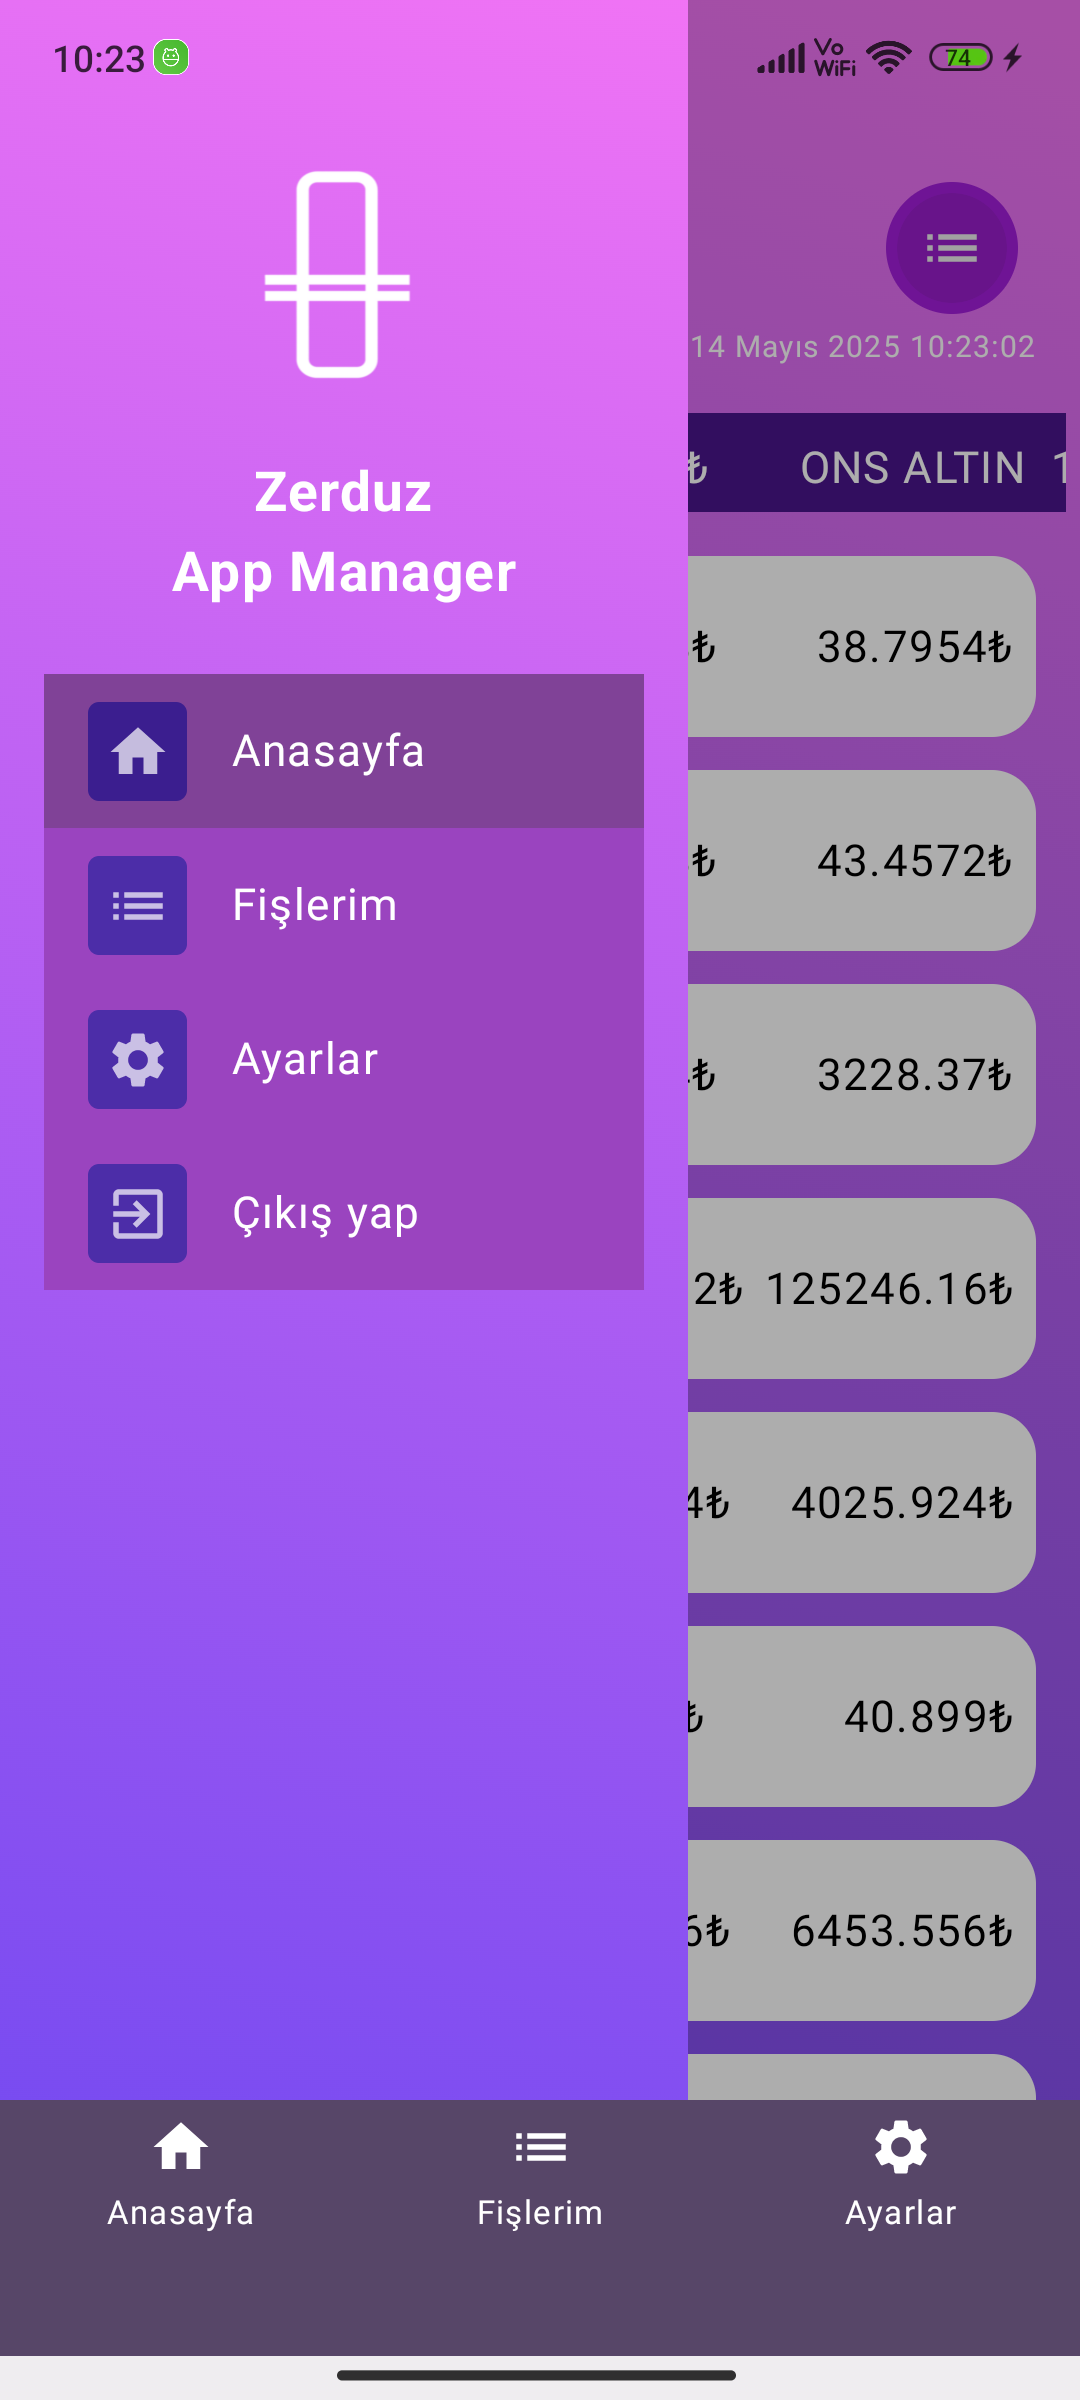 10:23
Vo
WiFi
74
Zerduz
App Manager
14 Mayıs 2025 10:23:02
₺ ONS ALTIN 1
Anasayfa
Fişlerim
Ayarlar
Çıkış yap
₺ 38.7954₺
₺ 43.4572₺
₺ 3228.37₺
2₺ 125246.16₺
4₺ 4025.924₺
₺ 40.899₺
6₺ 6453.556₺
Anasayfa
Fişlerim
Ayarlar